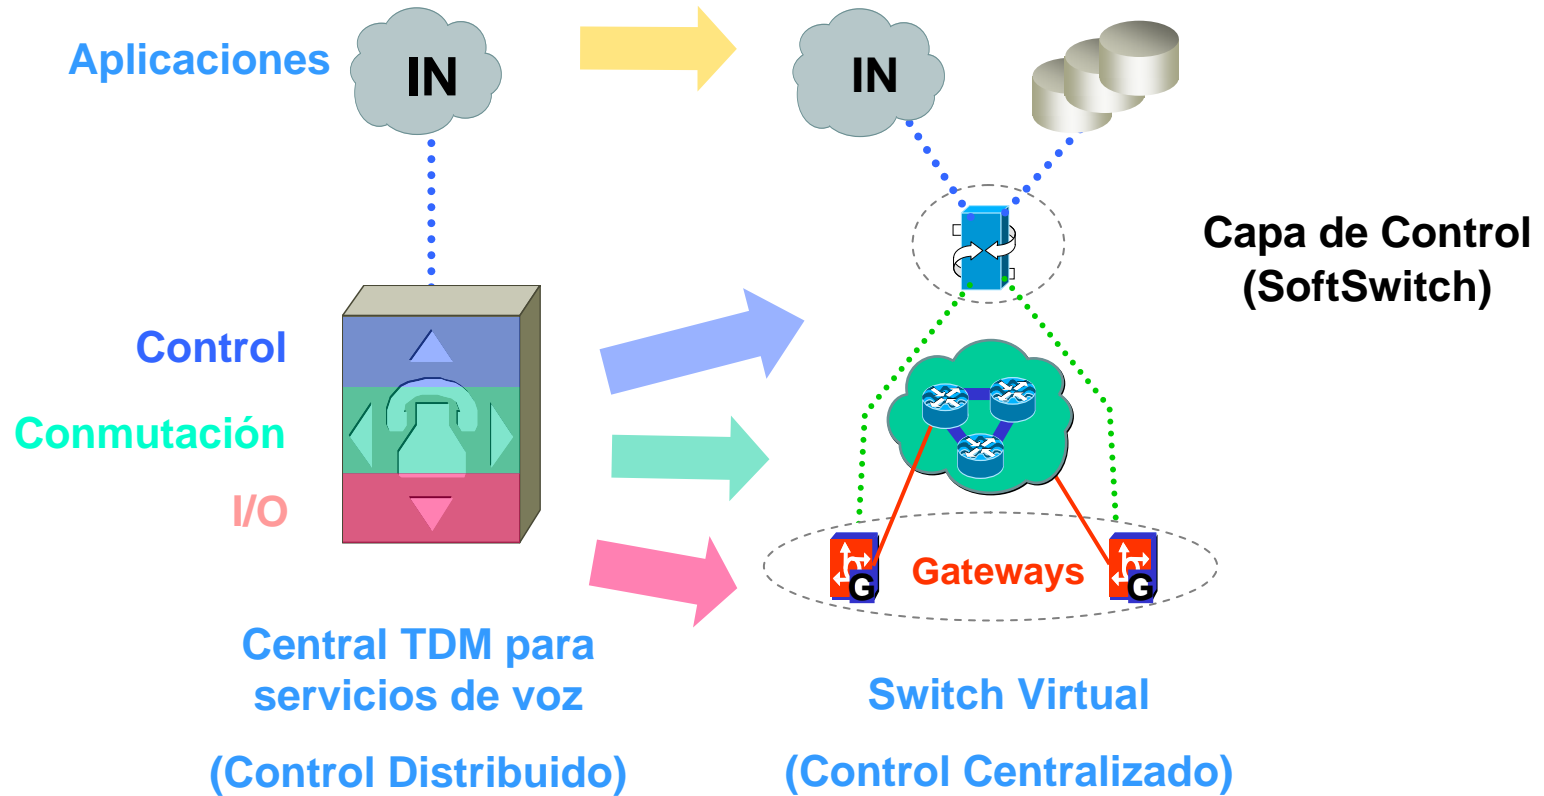 Aplicaciones
IN
IN
Capa de Control
(SoftSwitch)
Control
Conmutación
I/O
Gateways
G
G
Central TDM para
servicios de voz
(Control Distribuido)
Switch Virtual
(Control Centralizado)